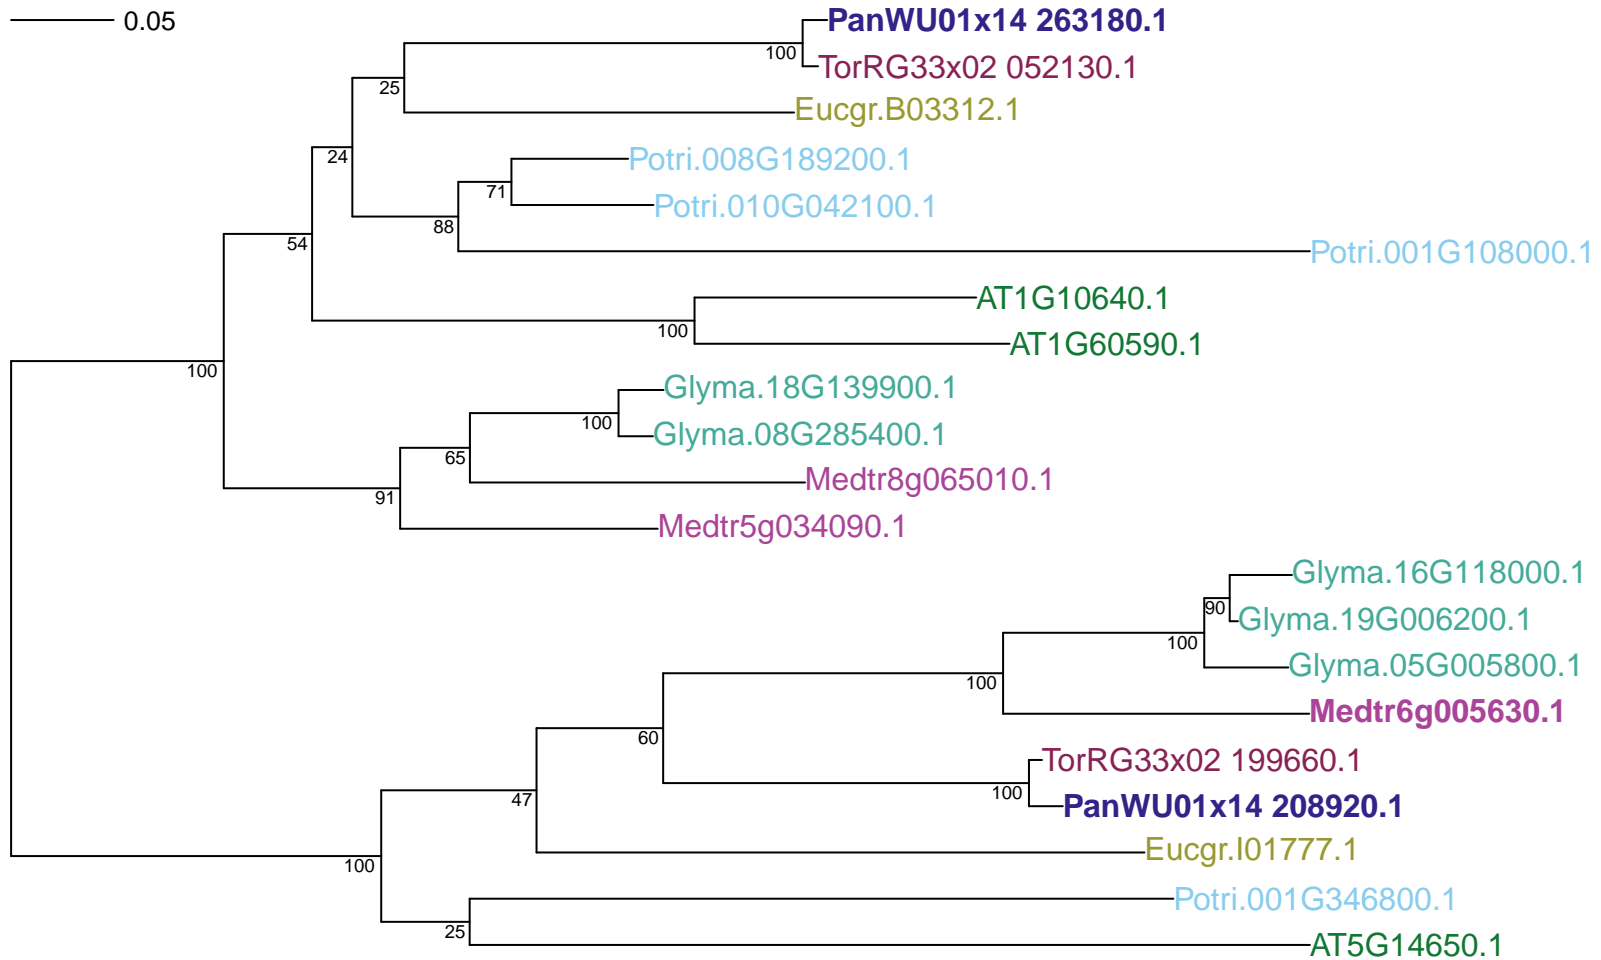 0.05
PanWU01x14 263180.1
100
TorRG33x02 052130.1
25
Eucgr.B03312.1
24
Potri.008G189200.1
71
Potri.010G042100.1
88
54
Potri.001G108000.1
AT1G10640.1
100
AT1G60590.1
100
Glyma.18G139900.1
100
Glyma.08G285400.1
65
Medtr8g065010.1
91
Medtr5g034090.1
Glyma.16G118000.1
90
Glyma.19G006200.1
100
Glyma.05G005800.1
100
Medtr6g005630.1
60
TorRG33x02 199660.1
100
PanWU01x14 208920.1
47
Eucgr.I01777.1
100
Potri.001G346800.1
25
AT5G14650.1